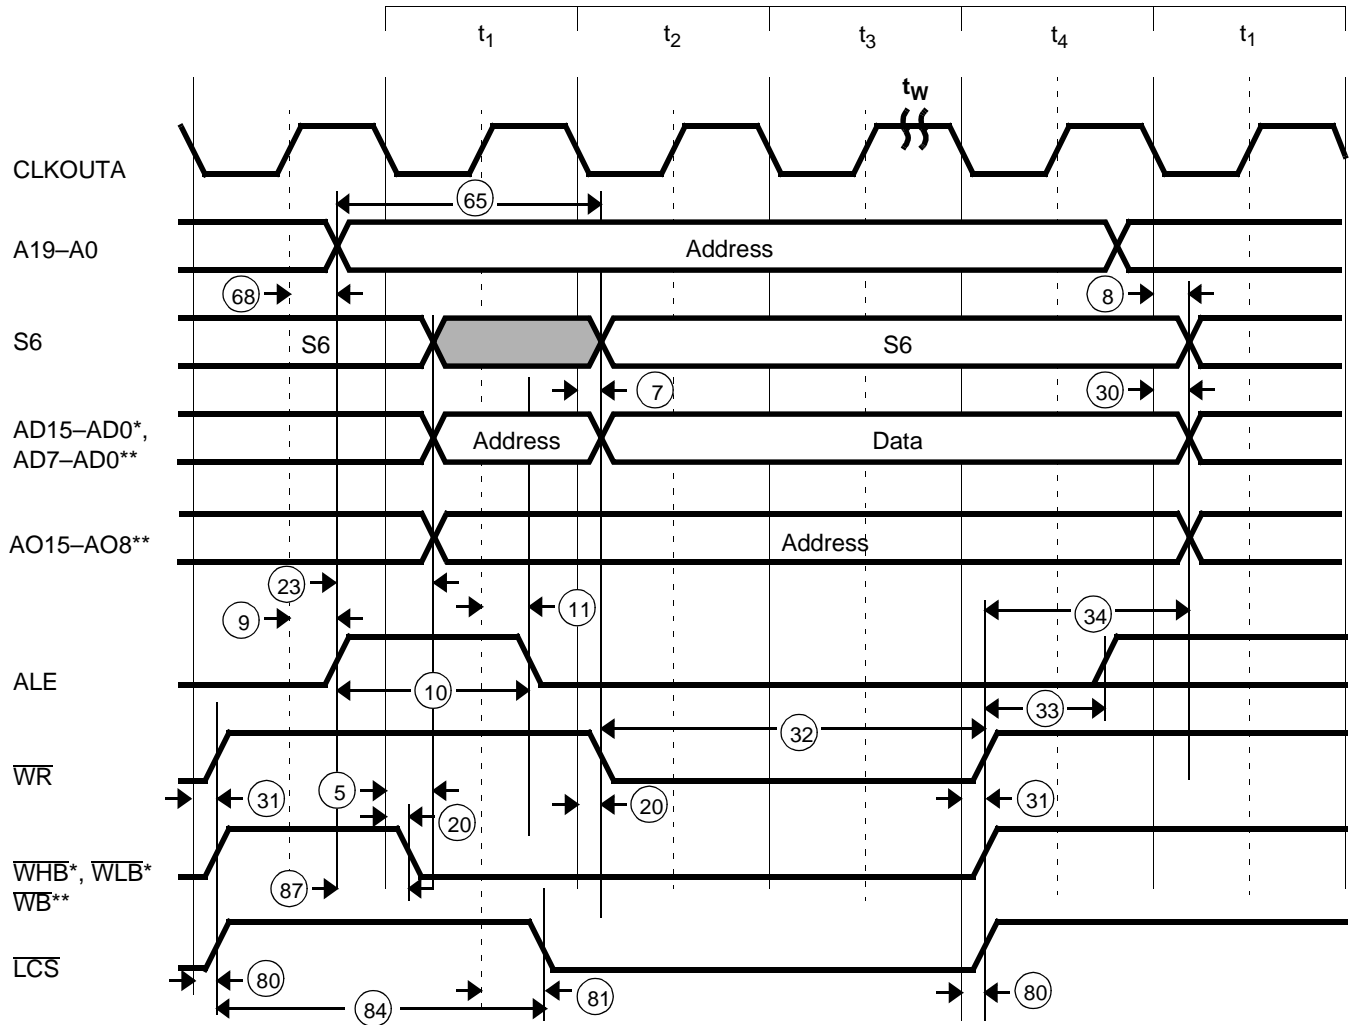 t1 t2 t3 t4 t1
tW
CLKOUTA
65
A19–A0 Address
68 8
S6 S6 S6
7 30
AD15–AD0*,
AD7–AD0** Address Data
AO15–AO8** Address
23
9 11 34
ALE 10 33
32
WR
31 5 20 20 31
WHB*, WLB*
WB** 87
LCS
80 84 81 80